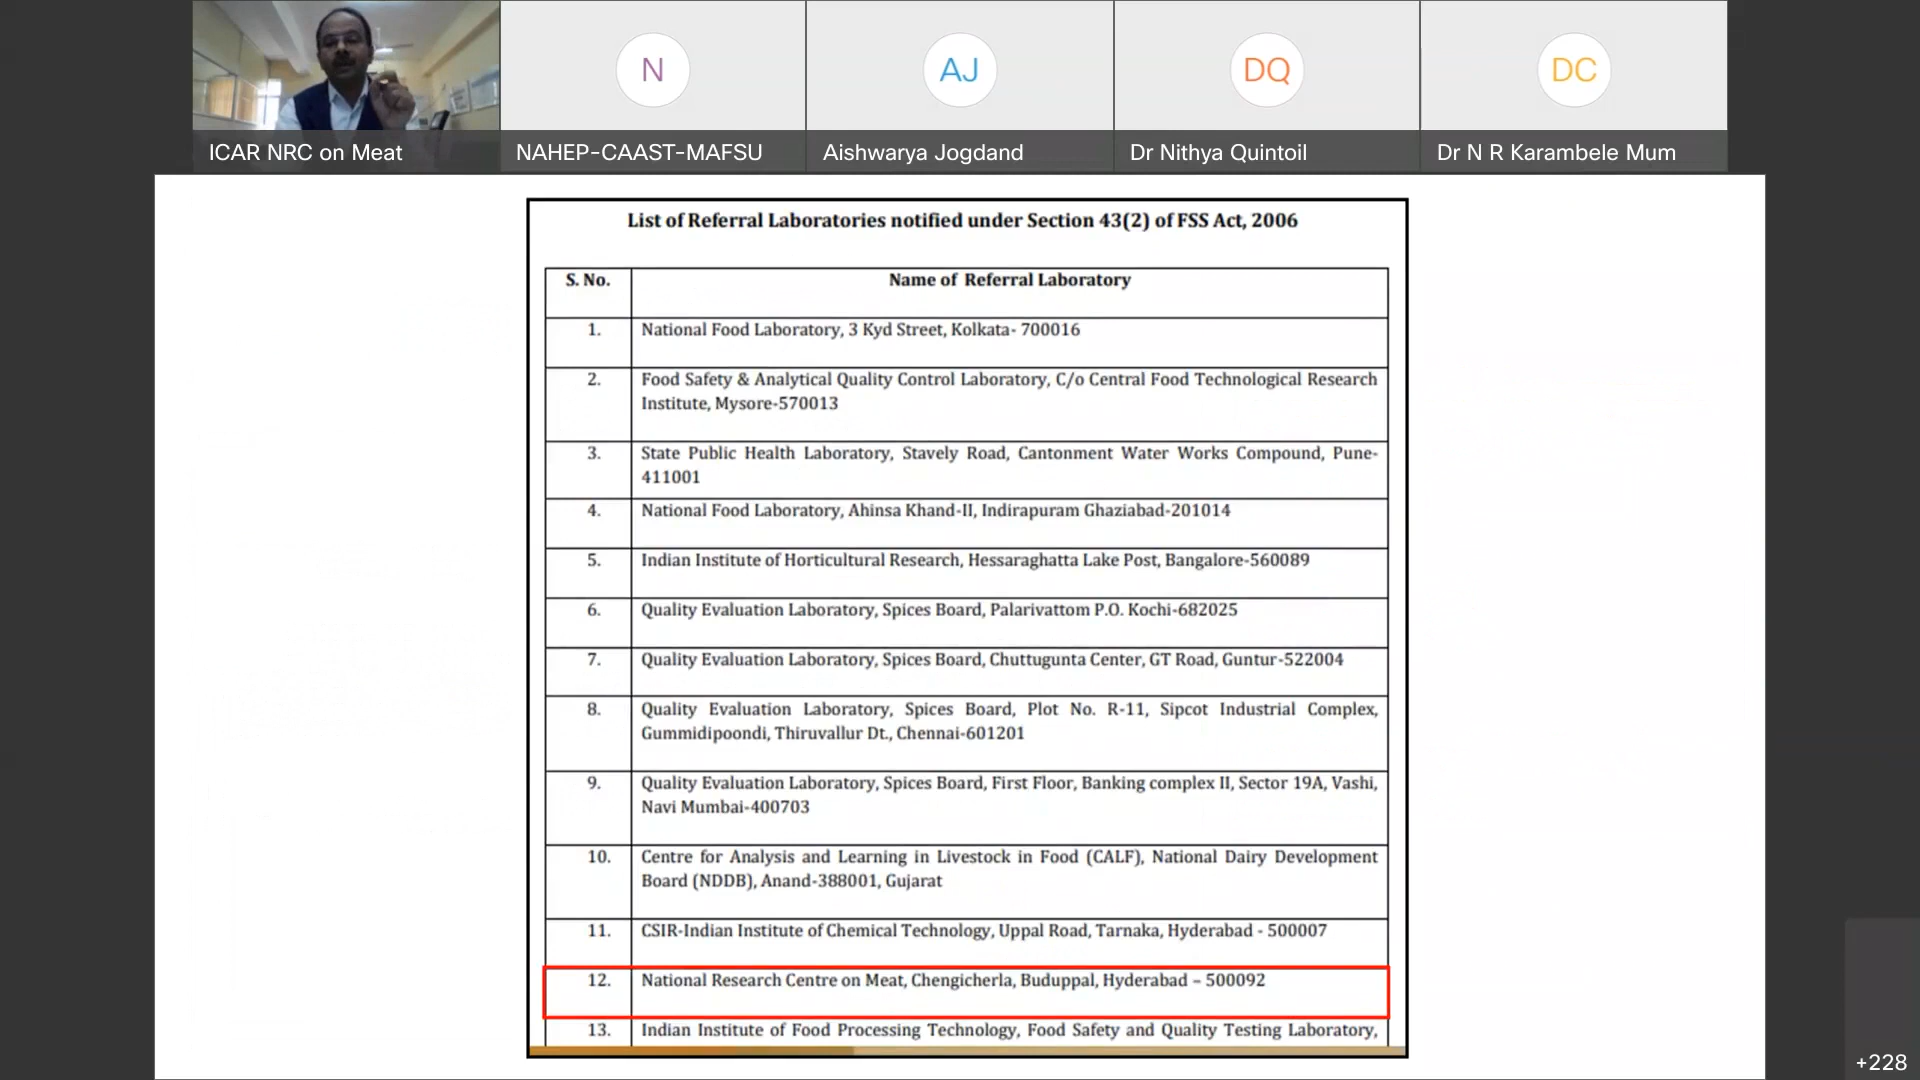 N
AJ
DQ
DC
ICAR NRC on Meat
NAHEP-CAAST-MAFSU
Aishwarya Jogdand
Dr Nithya Quintoil
Dr N R Karambele Mum
List of Referral Laboratories notified under Section 43(2) of FSS Act, 2006
S. No.
Name of Referral Laboratory
1.
National Food Laboratory, 3 Kyd Street, Kolkata- 700016
2.
Food Safety & Analytical Quality Control Laboratory, C/o Central Food Technological Research
Institute, Mysore-570013
3.
State Public Health Laboratory, Stavely Road, Cantonment Water Works Compound, Pune-
411001
4.
National Food Laboratory, Ahinsa Khand-II, Indirapuram Ghaziabad-201014
5.
Indian Institute of Horticultural Research, Hessaraghatta Lake Post, Bangalore-560089
6.
Quality Evaluation Laboratory, Spices Board, Palarivattom P.O. Kochi-682025
7.
Quality Evaluation Laboratory, Spices Board, Chuttugunta Center, GT Road, Guntur-522004
8.
Quality Evaluation Laboratory, Spices Board, Plot No. R-11, Sipcot Industrial Complex,
Gummidipoondi, Thiruvallur Dt., Chennai-601201
9.
Quality Evaluation Laboratory, Spices Board, First Floor, Banking complex II, Sector 19A, Vashi,
Navi Mumbai-400703
10.
Centre for Analysis and Learning in Livestock in Food (CALF), National Dairy Development
Board (NDDB), Anand-388001, Gujarat
11.
CSIR-Indian Institute of Chemical Technology, Uppal Road, Tarnaka, Hyderabad - 500007
12.
National Research Centre on Meat, Chengicherla, Buduppal, Hyderabad – 500092
13.
Indian Institute of Food Processing Technology, Food Safety and Quality Testing Laboratory,
+228